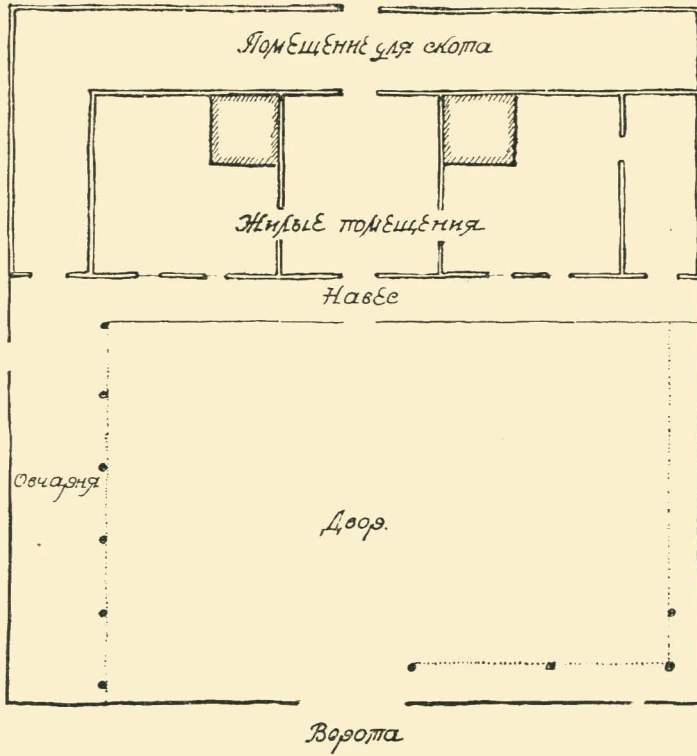 Помещение для скота
Жилые помещения
Навес
Овчарня
Двор.
Ворота